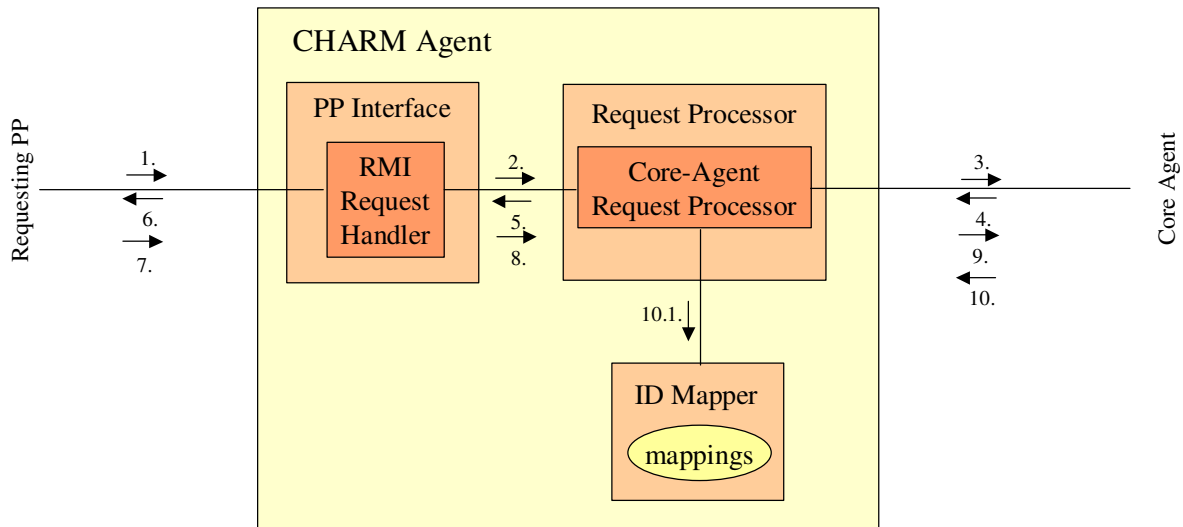 CHARM Agent
Requesting PP
1.
6.
7.
PP Interface
RMI
Request
Handler
2.
5.
8.
Request Processor
Core-Agent
Request Processor
3.
4.
9.
10.
Core Agent
10.1.
ID Mapper
mappings